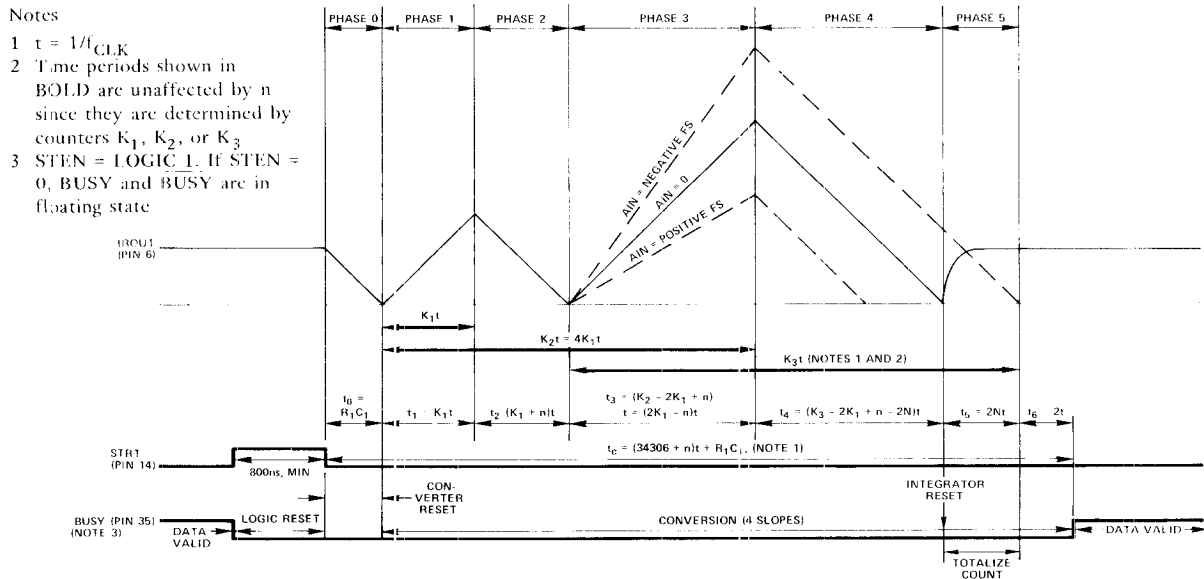 Notes
1 t = 1/fCLK
2 Time periods shown in
BOLD are unaffected by n
since they are determined by
counters K1, K2, or K3
3 STEN = LOGIC 1. If STEN =
0, BUSY and BUSY are in
floating state
PHASE 0 PHASE 1 PHASE 2 PHASE 3 PHASE 4 PHASE 5
AIN = NEGATIVE FS
AIN = 0
AIN = POSITIVE FS
(PIN 6)
K1t
K2t = 4K1t
K3t (NOTES 1 AND 2)
t0 =
R1C1
t1 = K1t
t2 (K1 + n)t
t3 = (K2 - 2K1 + n)
t = (2K1 - n)t
t4 = (K3 - 2K1 + n - 2N)t
t5 = 2Nt
t6 2t
STRT
(PIN 14)
800ns, MIN
tc = (34306 + n)t + R1C1, (NOTE 1)
CON-
VERTER
RESET
INTEGRATOR
RESET
BUSY (PIN 35)
(NOTE 3)
DATA
VALID
LOGIC RESET
CONVERSION (4 SLOPES)
DATA VALID
TOTALIZE
COUNT